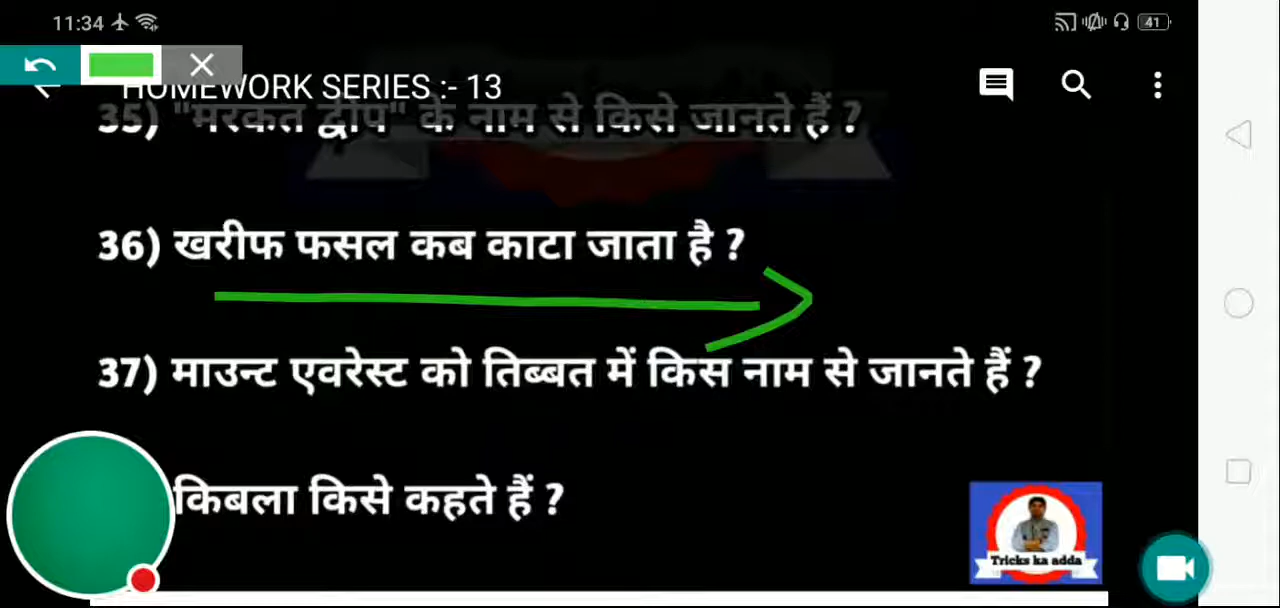 11:34
41
HOMEWORK SERIES :- 13
35) "मरकत द्वीप" के नाम से किसे जानते हैं ?
36) खरीफ फसल कब काटा जाता है ?
37) माउन्ट एवरेस्ट को तिब्बत में किस नाम से जानते हैं ?
किबला किसे कहते हैं ?
Tricks ka adda